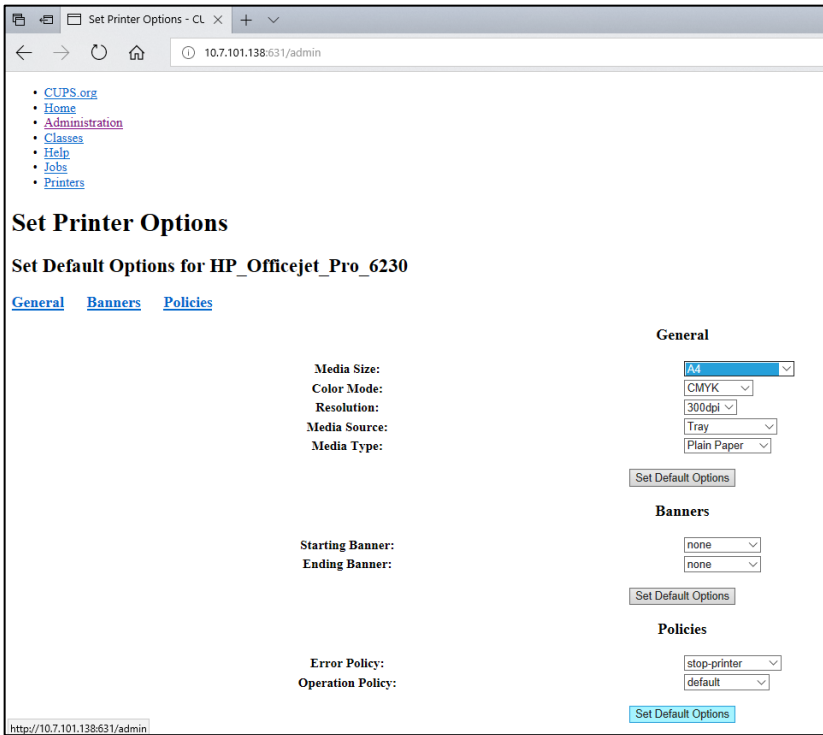 Set Printer Options - CU
10.7.101.138:631/admin
CUPS.org
Home
Administration
Classes
Help
Jobs
Printers
Set Printer Options
Set Default Options for HP_Officejet_Pro_6230
General Banners Policies
General
Media Size: A4
Color Mode: CMYK
Resolution: 300dpi
Media Source: Tray
Media Type: Plain Paper
Set Default Options
Banners
Starting Banner: none
Ending Banner: none
Set Default Options
Policies
Error Policy: stop-printer
Operation Policy: default
Set Default Options
http://10.7.101.138:631/admin